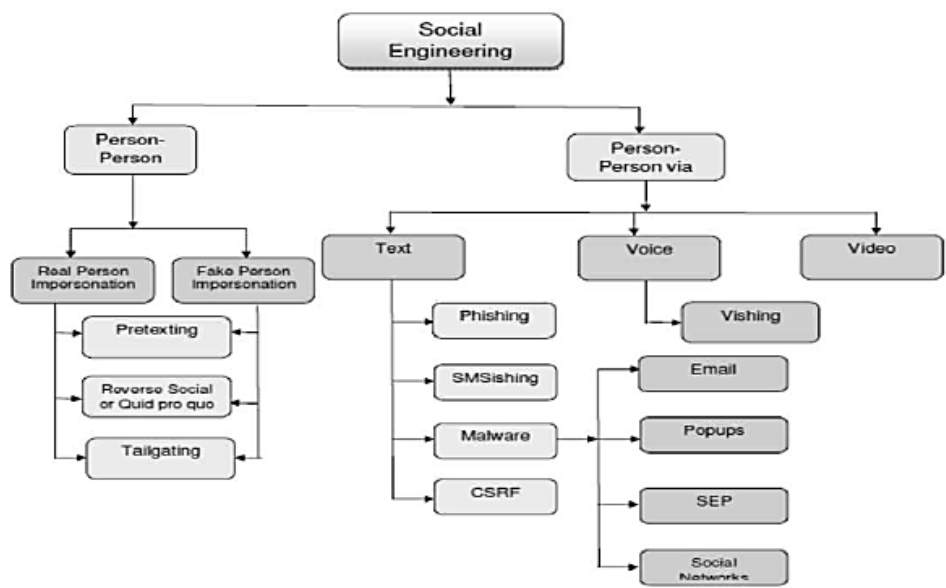 Social
Engineering
Person-
Person
Person-
Person via
Text
Voice
Video
Real Person
Impersonation
Fake Person
Impersonation
Pretexting
Reverse Social
or Quid pro quo
Tailgating
Phishing
SMSishing
Malware
CSRF
Vishing
Email
Popups
SEP
Social
Networks